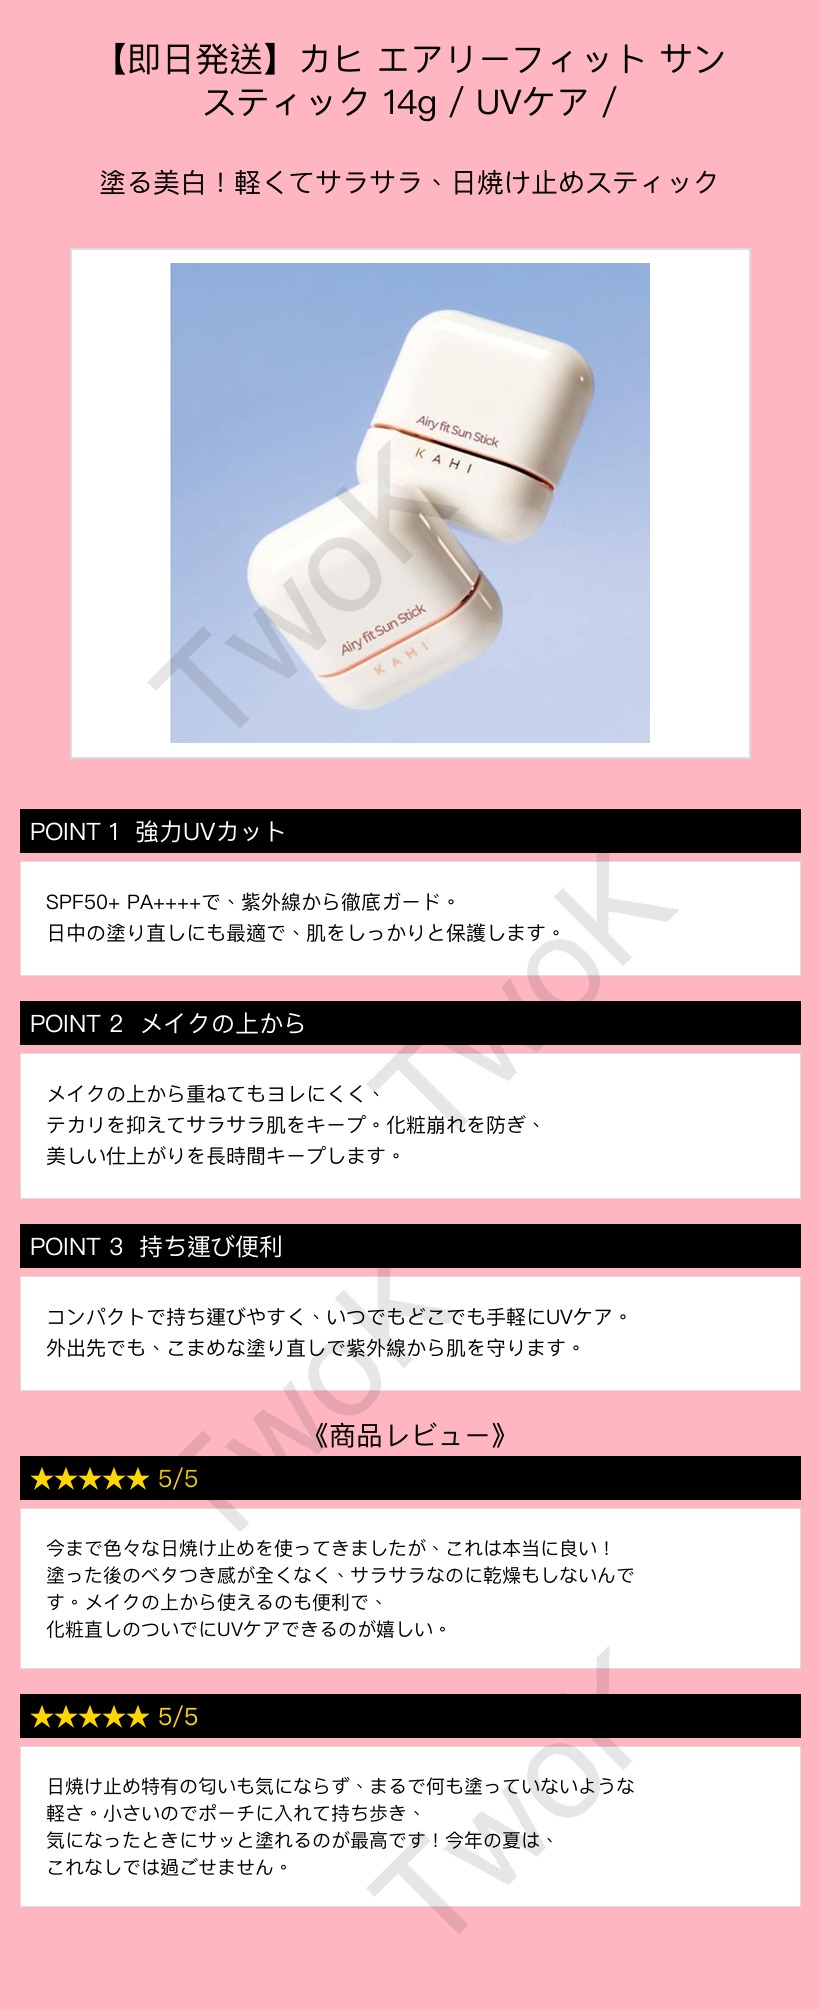 【即日発送】カヒ エアリーフィット サン
スティック 14g / UVケア /
塗る美白！軽くてサラサラ、日焼け止めスティック
Airy fit Sun Stick
KAHI
Airy fit Sun Stick
KAHI
TwoK
POINT 1 強力UVカット
SPF50+ PA++++で、紫外線から徹底ガード。
日中の塗り直しにも最適で、肌をしっかりと保護します。
TwoK
POINT 2 メイクの上から
メイクの上から重ねてもヨレにくく、
テカリを抑えてサラサラ肌をキープ。化粧崩れを防ぎ、
美しい仕上がりを長時間キープします。
POINT 3 持ち運び便利
コンパクトで持ち運びやすく、いつでもどこでも手軽にUVケア。
外出先でも、こまめな塗り直しで紫外線から肌を守ります。
TwoK
《商品レビュー》
★★★★★ 5/5
今まで色々な日焼け止めを使ってきましたが、これは本当に良い！
塗った後のベタつき感が全くなく、サラサラなのに乾燥もしないんで
す。メイクの上から使えるのも便利で、
化粧直しのついでにUVケアできるのが嬉しい。
★★★★★ 5/5
日焼け止め特有の匂いも気にならず、まるで何も塗っていないような
軽さ。小さいのでポーチに入れて持ち歩き、
気になったときにサッと塗れるのが最高です！今年の夏は、
これなしでは過ごせません。
TwoK